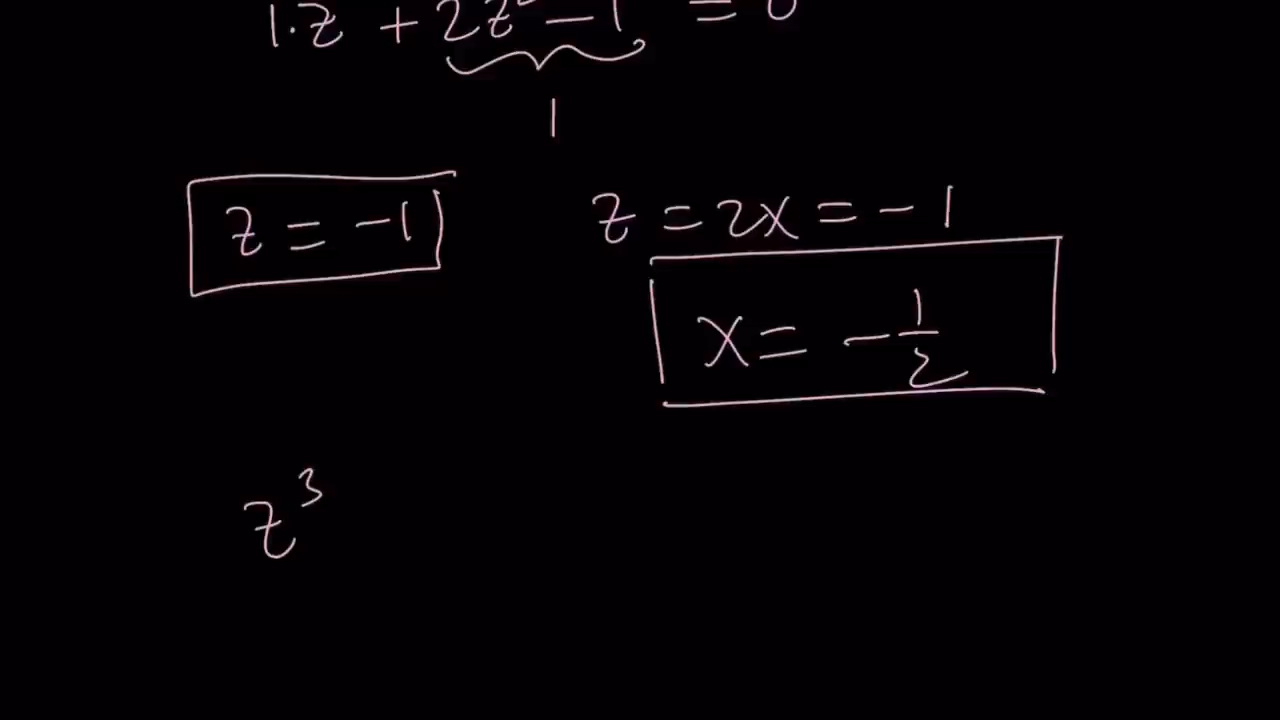 1·z + 2z² − 1 = 0
1
z = −1
z = 2x = −1
x = −1/2
z³